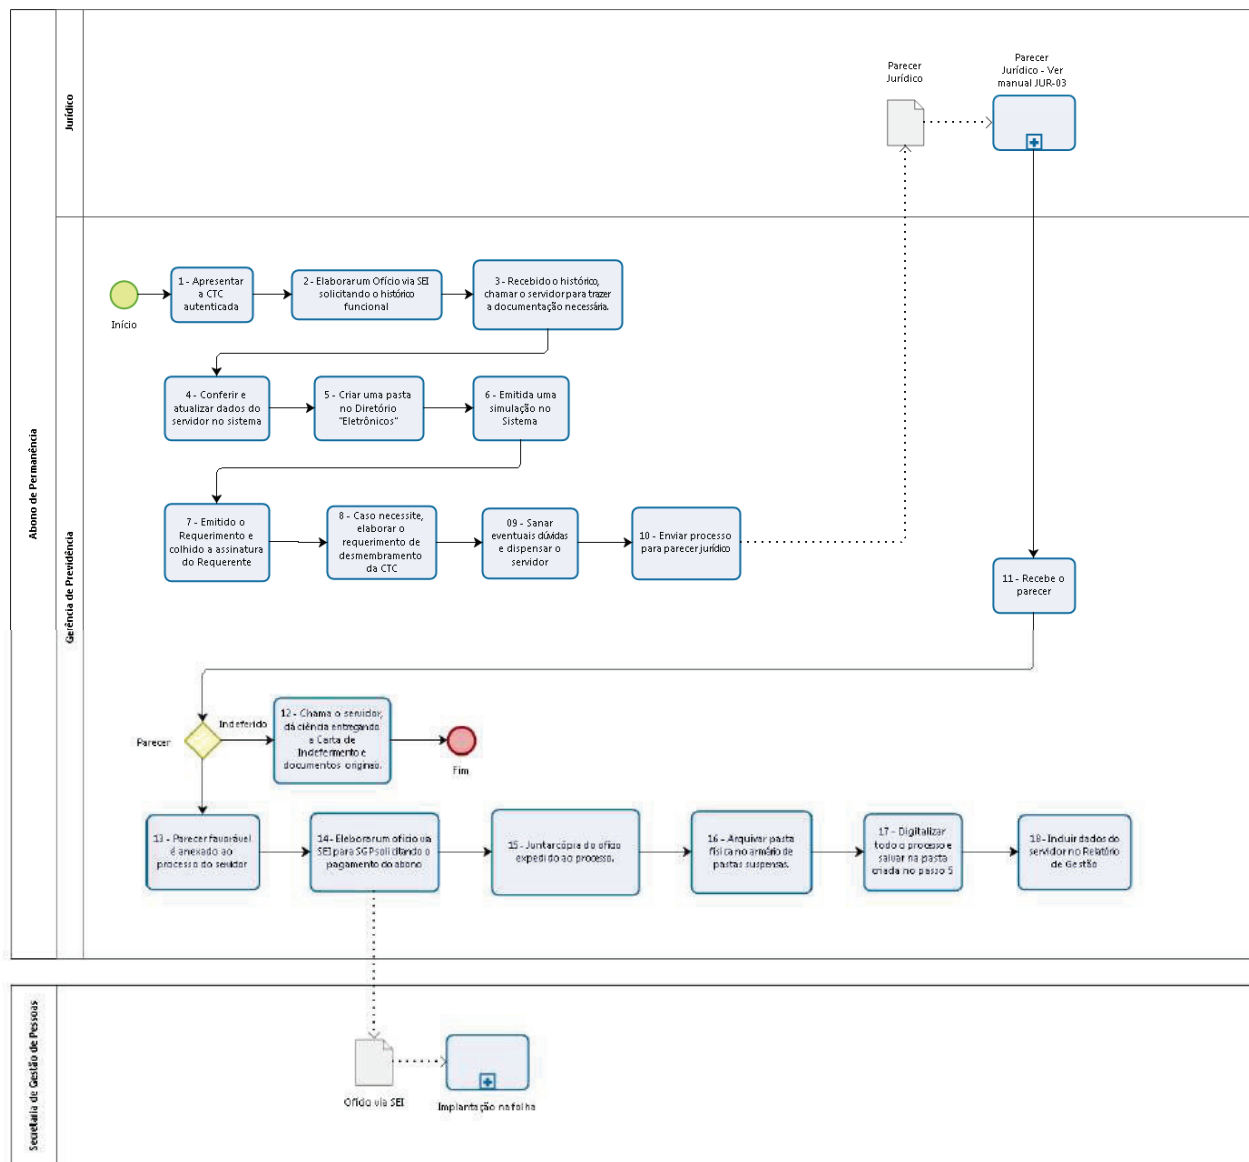 Abono de Permanência
Jurídico
Parecer
Jurídico
Parecer
Jurídico - Ver
manual JUR-03
Gerência de Previdência
Início
1 - Apresentar
a CTC
autenticada
2 - Elaborar um Ofício via SEI
solicitando o histórico
funcional
3 - Recebido o histórico,
chamar o servidor para trazer
a documentação necessária.
4 - Conferir e
atualizar dados do
servidor no sistema
5 - Criar uma pasta
no Diretório
"Eletrônicos"
6 - Emitida uma
simulação no
Sistema
7 - Emitido o
Requerimento e
colhido a assinatura
do Requerente
8 - Caso necessite,
elaborar o
requerimento de
desmembramento
da CTC
09 - Sanar
eventuais dúvidas
e dispensar o
servidor
10 - Enviar processo
para parecer jurídico
11 - Recebe o
parecer
Parecer
Indeferido
12 - Chama o servidor,
dá ciência entregando
a Carta de
Indeferimento e
documentos originais.
Fim
13 - Parecer favorável
é anexado ao
processo do servidor
14 - Eleborar um oficio via
SEI para SGP solicitando o
pagamento do abono
15 - Juntar cópia do ofício
expedido ao processo.
16 - Arquivar pasta
física no armário de
pastas suspensas.
17 - Digitalizar
todo o processo e
salvar na pasta
criada no passo 5
18 - Incluir dados do
servidor no Relatório
de Gestão
Secretaria de Gestão de Pessoas
Ofício via SEI
Implantação na folha